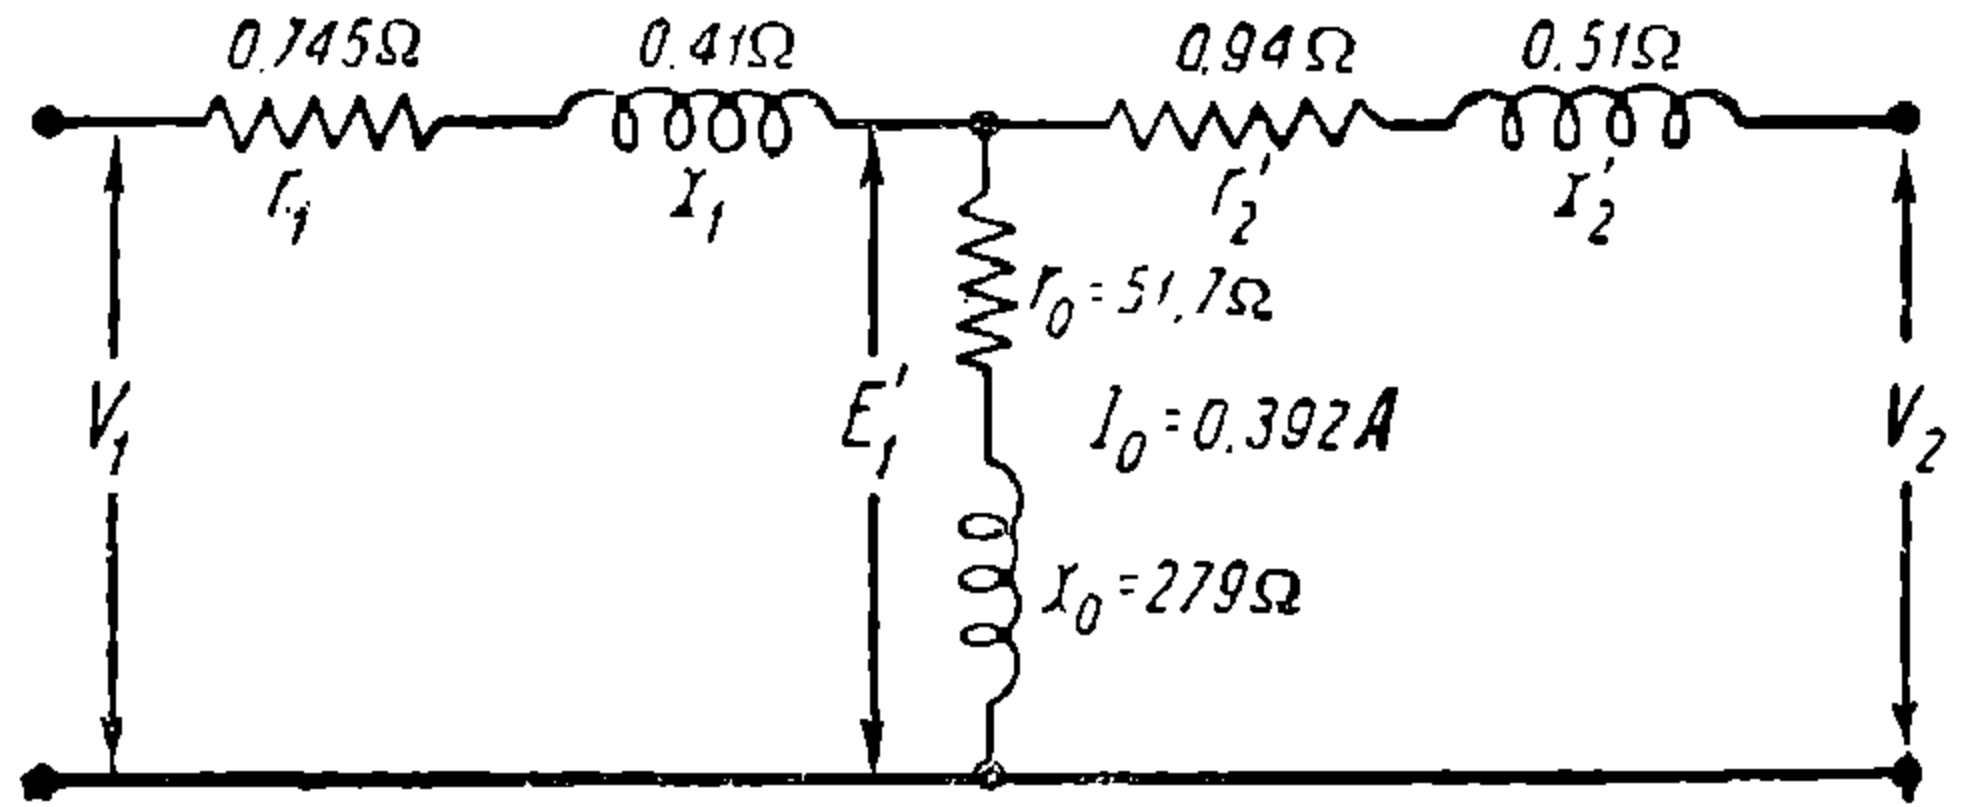 0.745Ω 0.41Ω 0.94Ω 0.51Ω
r₁ x₁ r₂' x₂'
r₀ = 51.7Ω
V₁ E₁' I₀ = 0.392A V₂
x₀ = 279Ω